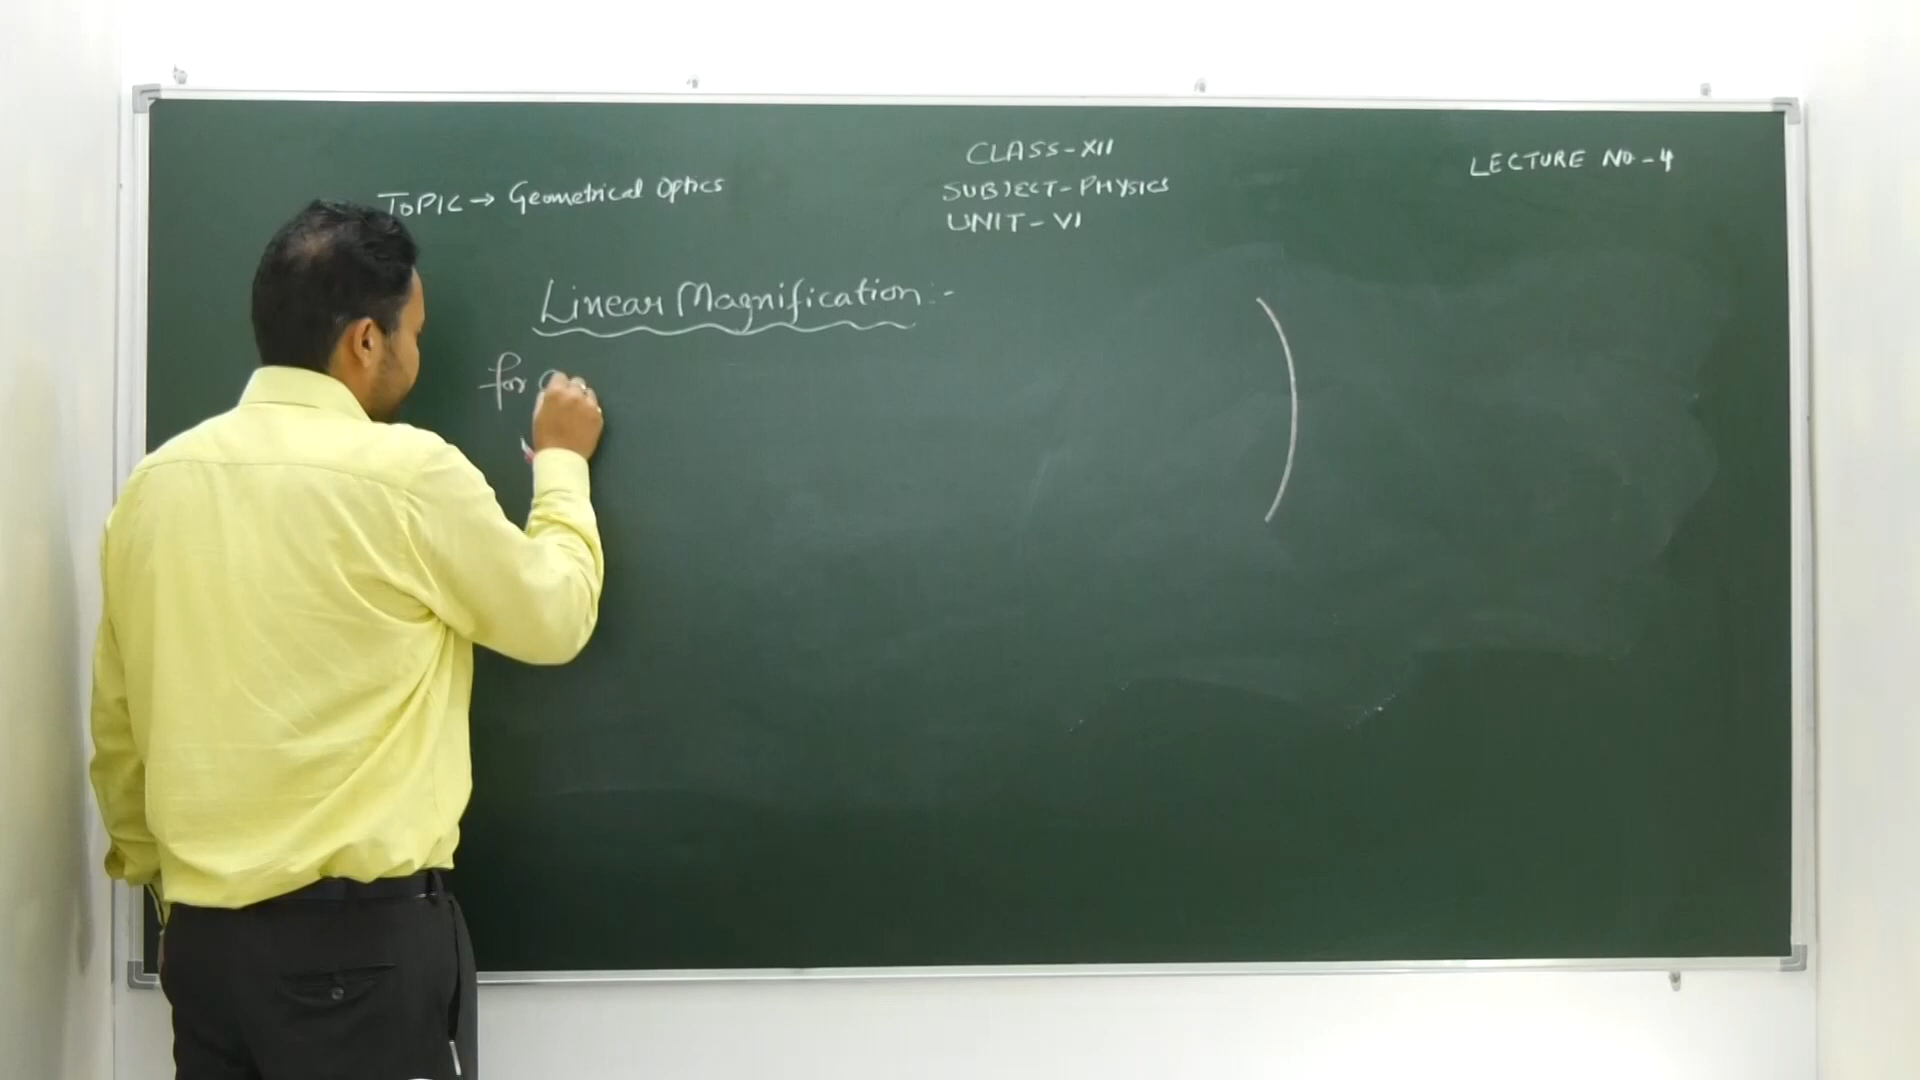 CLASS-XII
LECTURE NO-4
TOPIC → Geometrical Optics
SUBJECT-PHYSICS
UNIT-VI
Linear Magnification:-
for